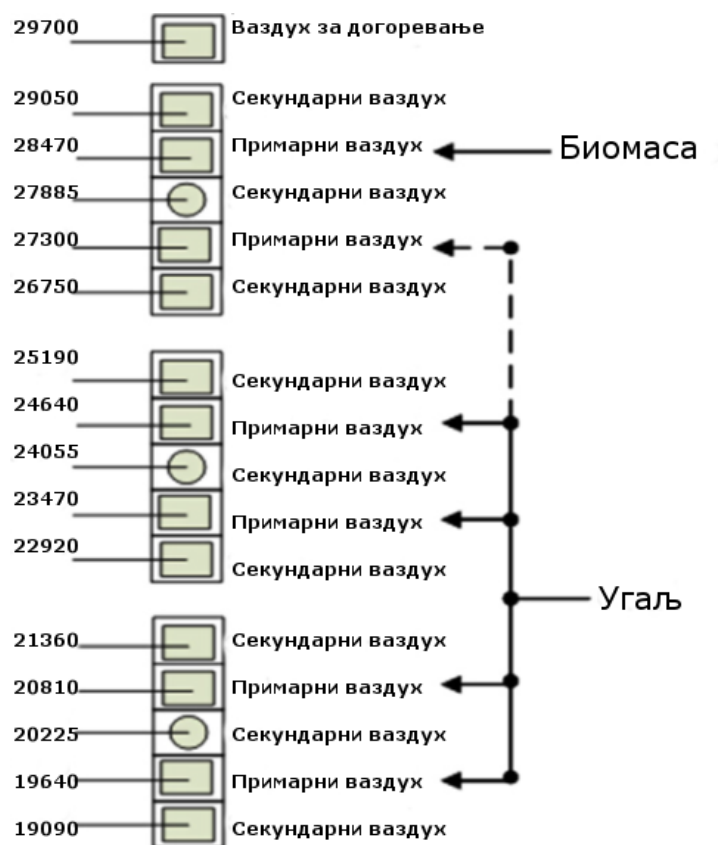 29700 Ваздух за догоревање
29050 Секундарни ваздух
28470 Примарни ваздух Биомаса
27885 Секундарни ваздух
27300 Примарни ваздух
26750 Секундарни ваздух
25190 Секундарни ваздух
24640 Примарни ваздух
24055 Секундарни ваздух
23470 Примарни ваздух
22920 Секундарни ваздух
Угаљ
21360 Секундарни ваздух
20810 Примарни ваздух
20225 Секундарни ваздух
19640 Примарни ваздух
19090 Секундарни ваздух